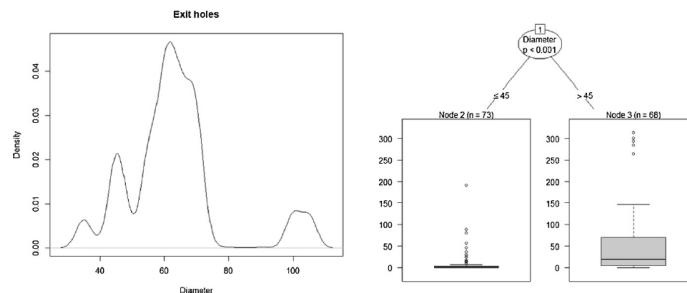 Exit holes
Density
0.00
0.01
0.02
0.03
0.04
40 60 80 100
Diameter
1
Diameter
p < 0.001
≤ 45
> 45
Node 2 (n = 73)
300
250
200
150
100
50
0
Node 3 (n = 68)
300
250
200
150
100
50
0